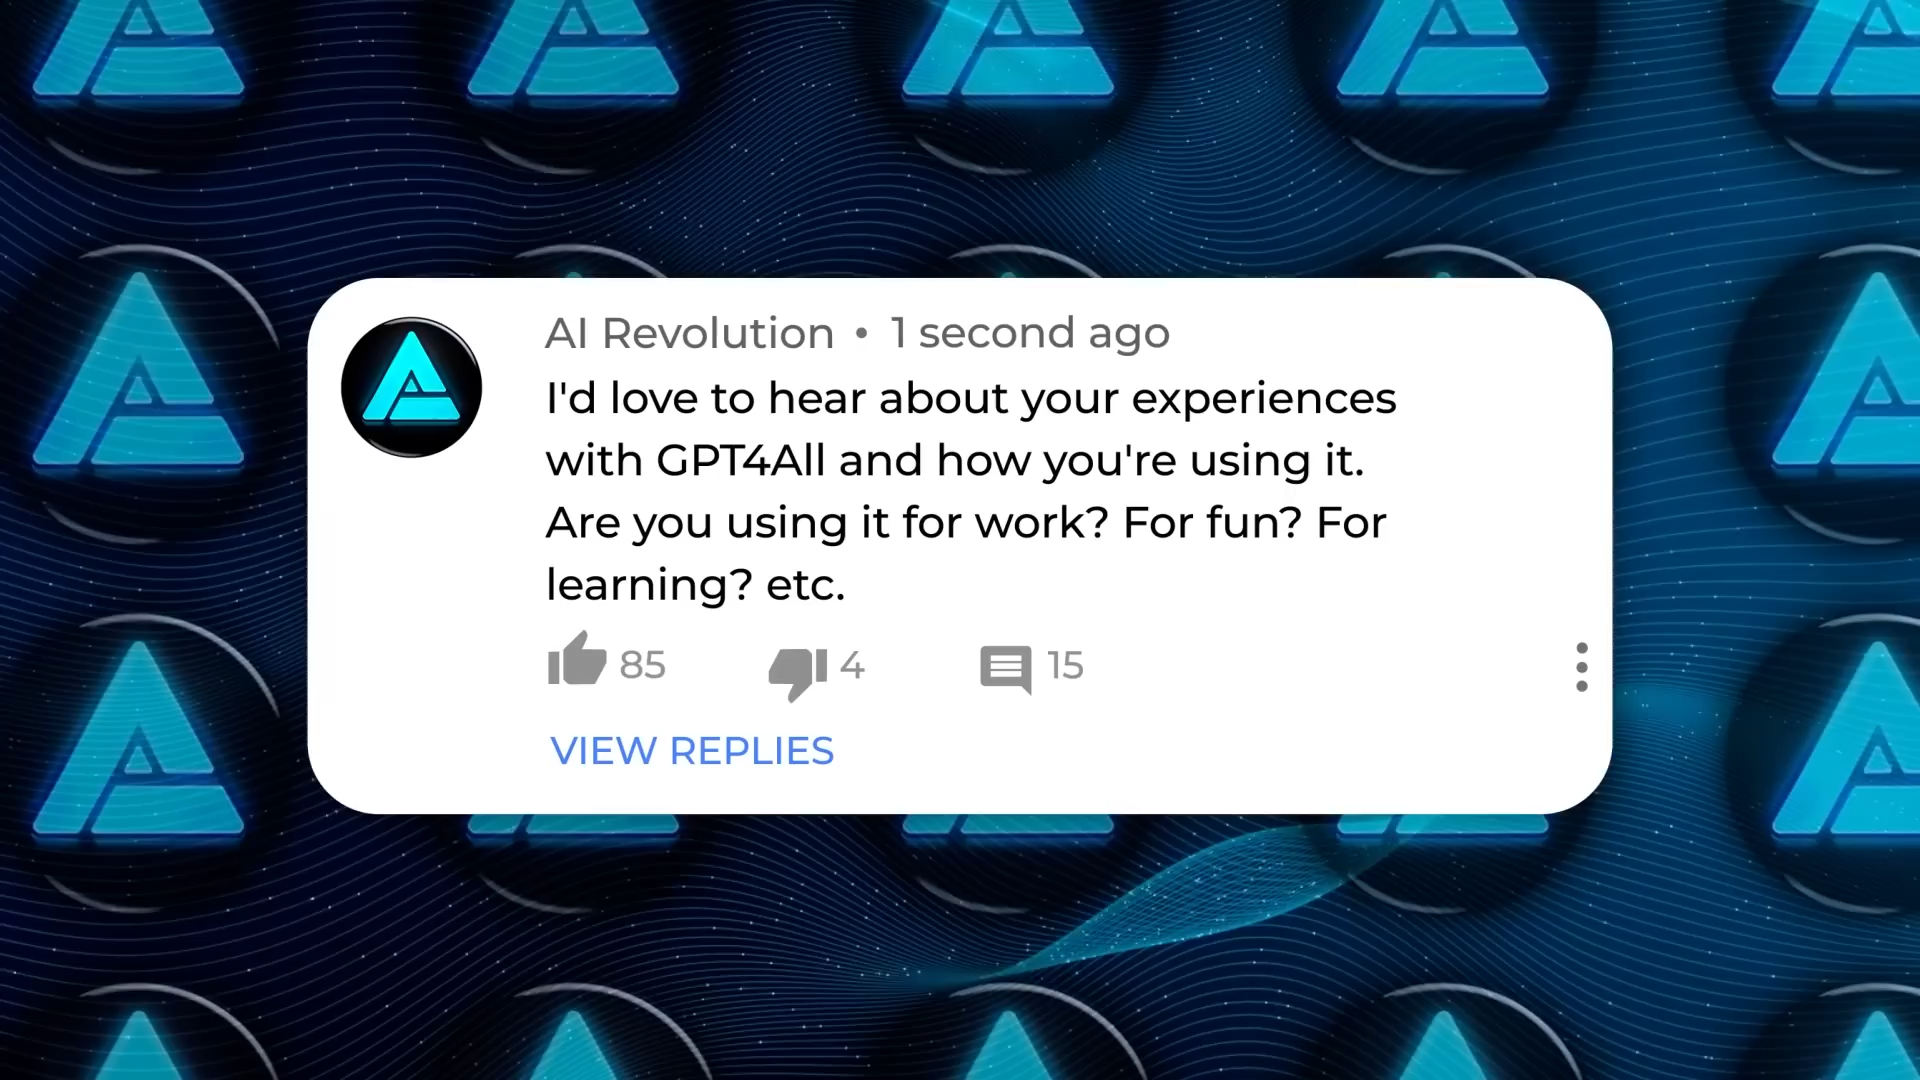 AI Revolution • 1 second ago
I'd love to hear about your experiences
with GPT4All and how you're using it.
Are you using it for work? For fun? For
learning? etc.
85 4 15
VIEW REPLIES